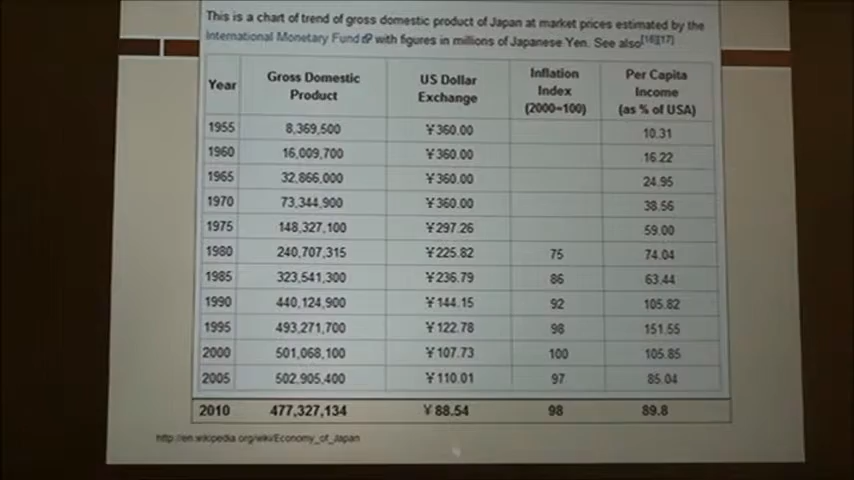 This is a chart of trend of gross domestic product of Japan at market prices estimated by the
International Monetary Fund with figures in millions of Japanese Yen. See also[16][17]
Year Gross Domestic Product US Dollar Exchange Inflation Index (2000=100) Per Capita Income (as % of USA)
1955 8,369,500 ¥360.00 10.31
1960 16,009,700 ¥360.00 16.22
1965 32,866,000 ¥360.00 24.95
1970 73,344,900 ¥360.00 38.56
1975 148,327,100 ¥297.26 59.00
1980 240,707,315 ¥225.82 75 74.04
1985 323,541,300 ¥236.79 86 63.44
1990 440,124,900 ¥144.15 92 105.82
1995 493,271,700 ¥122.78 98 151.55
2000 501,068,100 ¥107.73 100 105.85
2005 502,905,400 ¥110.01 97 85.04
2010 477,327,134 ¥88.54 98 89.8
http://en.wikipedia.org/wiki/Economy_of_Japan